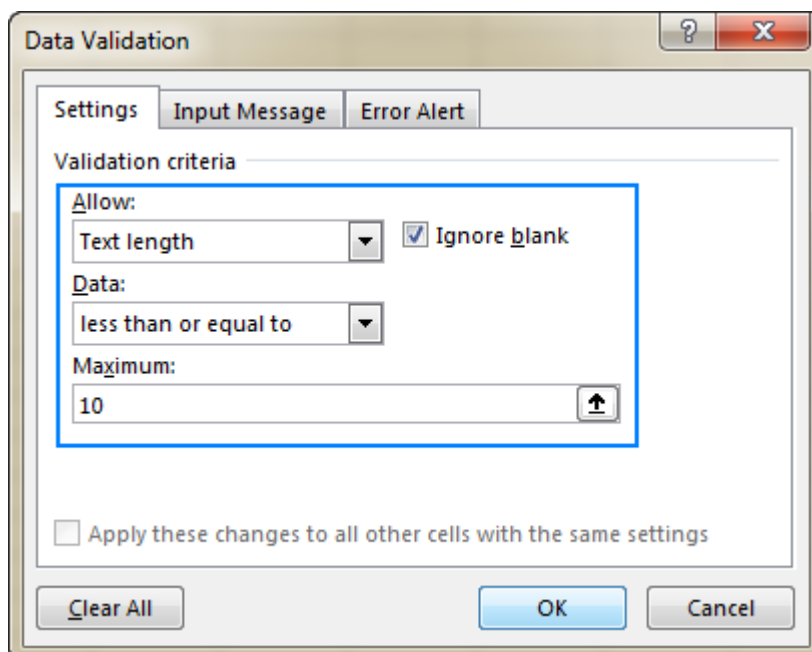 Data Validation
?
Settings Input Message Error Alert
Validation criteria
Allow:
Text length Ignore blank
Data:
less than or equal to
Maximum:
10
Apply these changes to all other cells with the same settings
Clear All OK Cancel